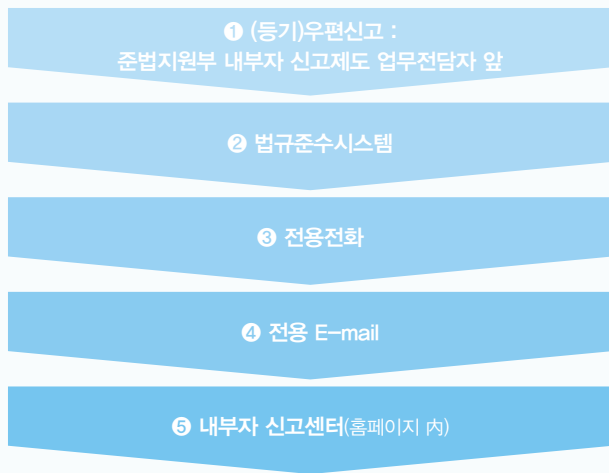 ❶ (등기)우편신고 :
준법지원부 내부자 신고제도 업무전담자 앞
❷ 법규준수시스템
❸ 전용전화
❹ 전용 E-mail
❺ 내부자 신고센터(홈페이지 內)